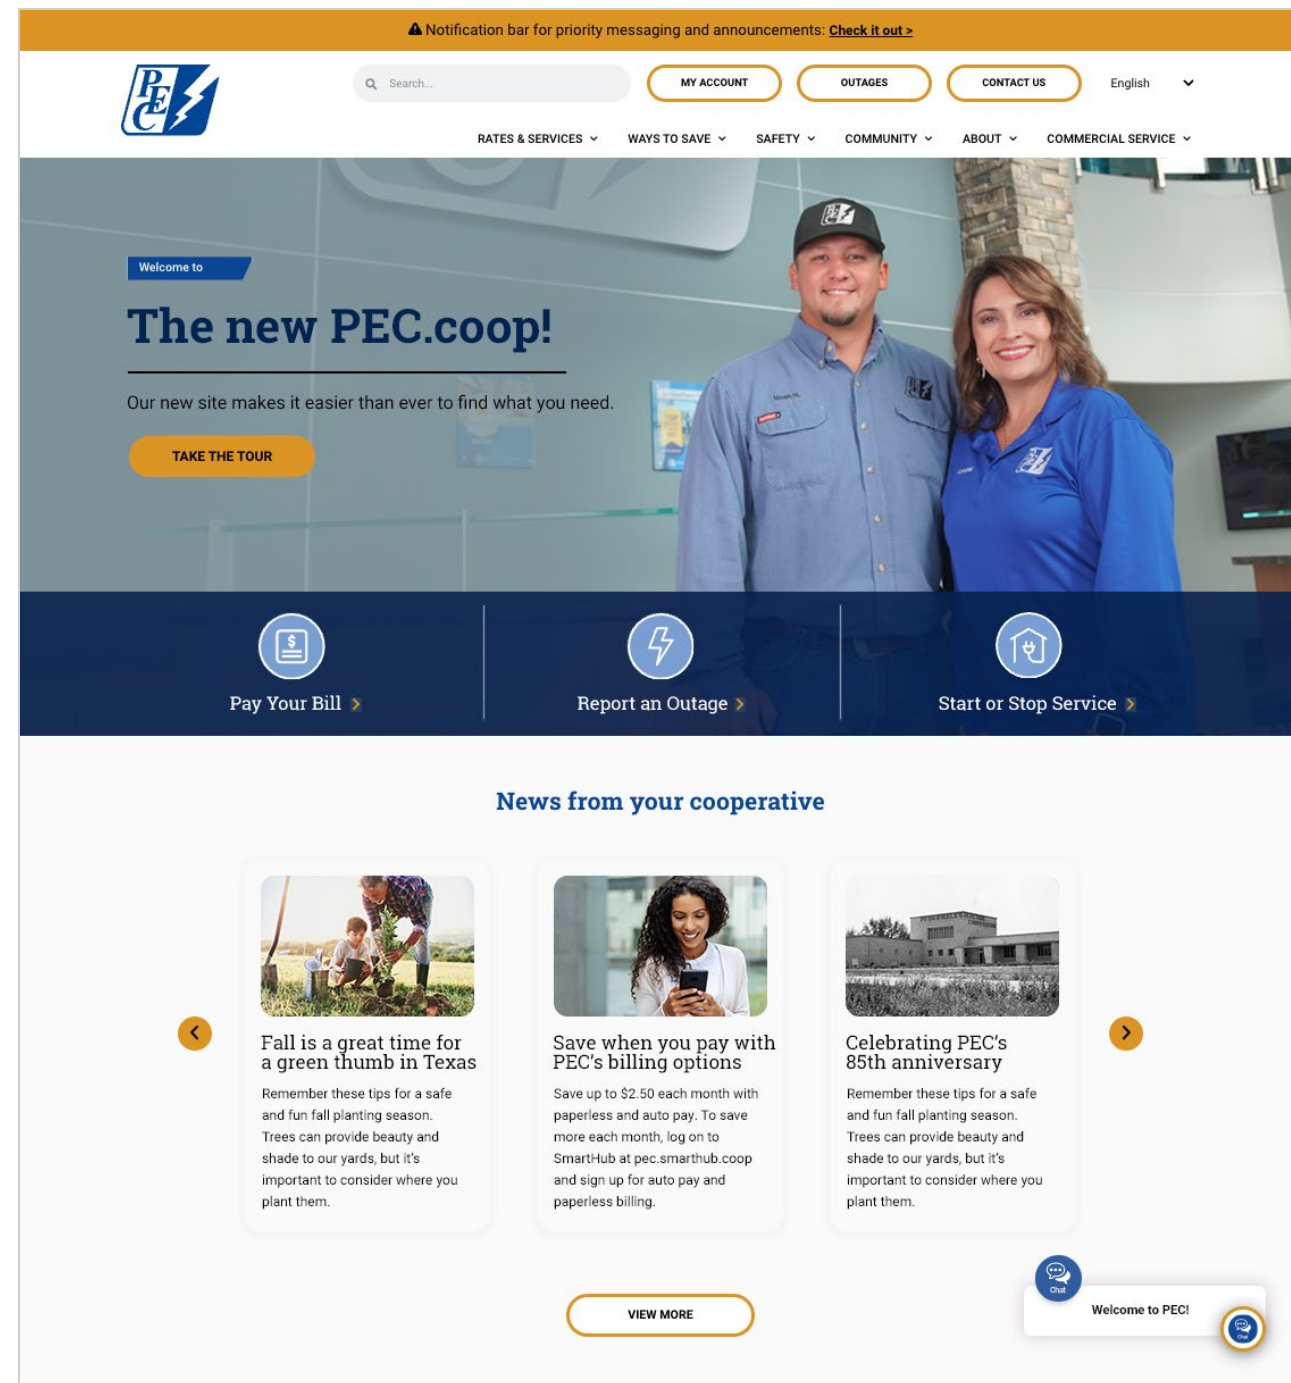 Notification bar for priority messaging and announcements: Check it out >
PEC
Search...
MY ACCOUNT
OUTAGES
CONTACT US
English
RATES & SERVICES
WAYS TO SAVE
SAFETY
COMMUNITY
ABOUT
COMMERCIAL SERVICE
Welcome to
The new PEC.coop!
Our new site makes it easier than ever to find what you need.
TAKE THE TOUR
PEC
Noah H.
PEC
PEC
Pay Your Bill >
Report an Outage >
Start or Stop Service >
News from your cooperative
Fall is a great time for
a green thumb in Texas
Remember these tips for a safe
and fun fall planting season.
Trees can provide beauty and
shade to our yards, but it's
important to consider where you
plant them.
Save when you pay with
PEC's billing options
Save up to $2.50 each month with
paperless and auto pay. To save
more each month, log on to
SmartHub at pec.smarthub.coop
and sign up for auto pay and
paperless billing.
Celebrating PEC's
85th anniversary
Remember these tips for a safe
and fun fall planting season.
Trees can provide beauty and
shade to our yards, but it's
important to consider where you
plant them.
VIEW MORE
Chat
Welcome to PEC!
Chat